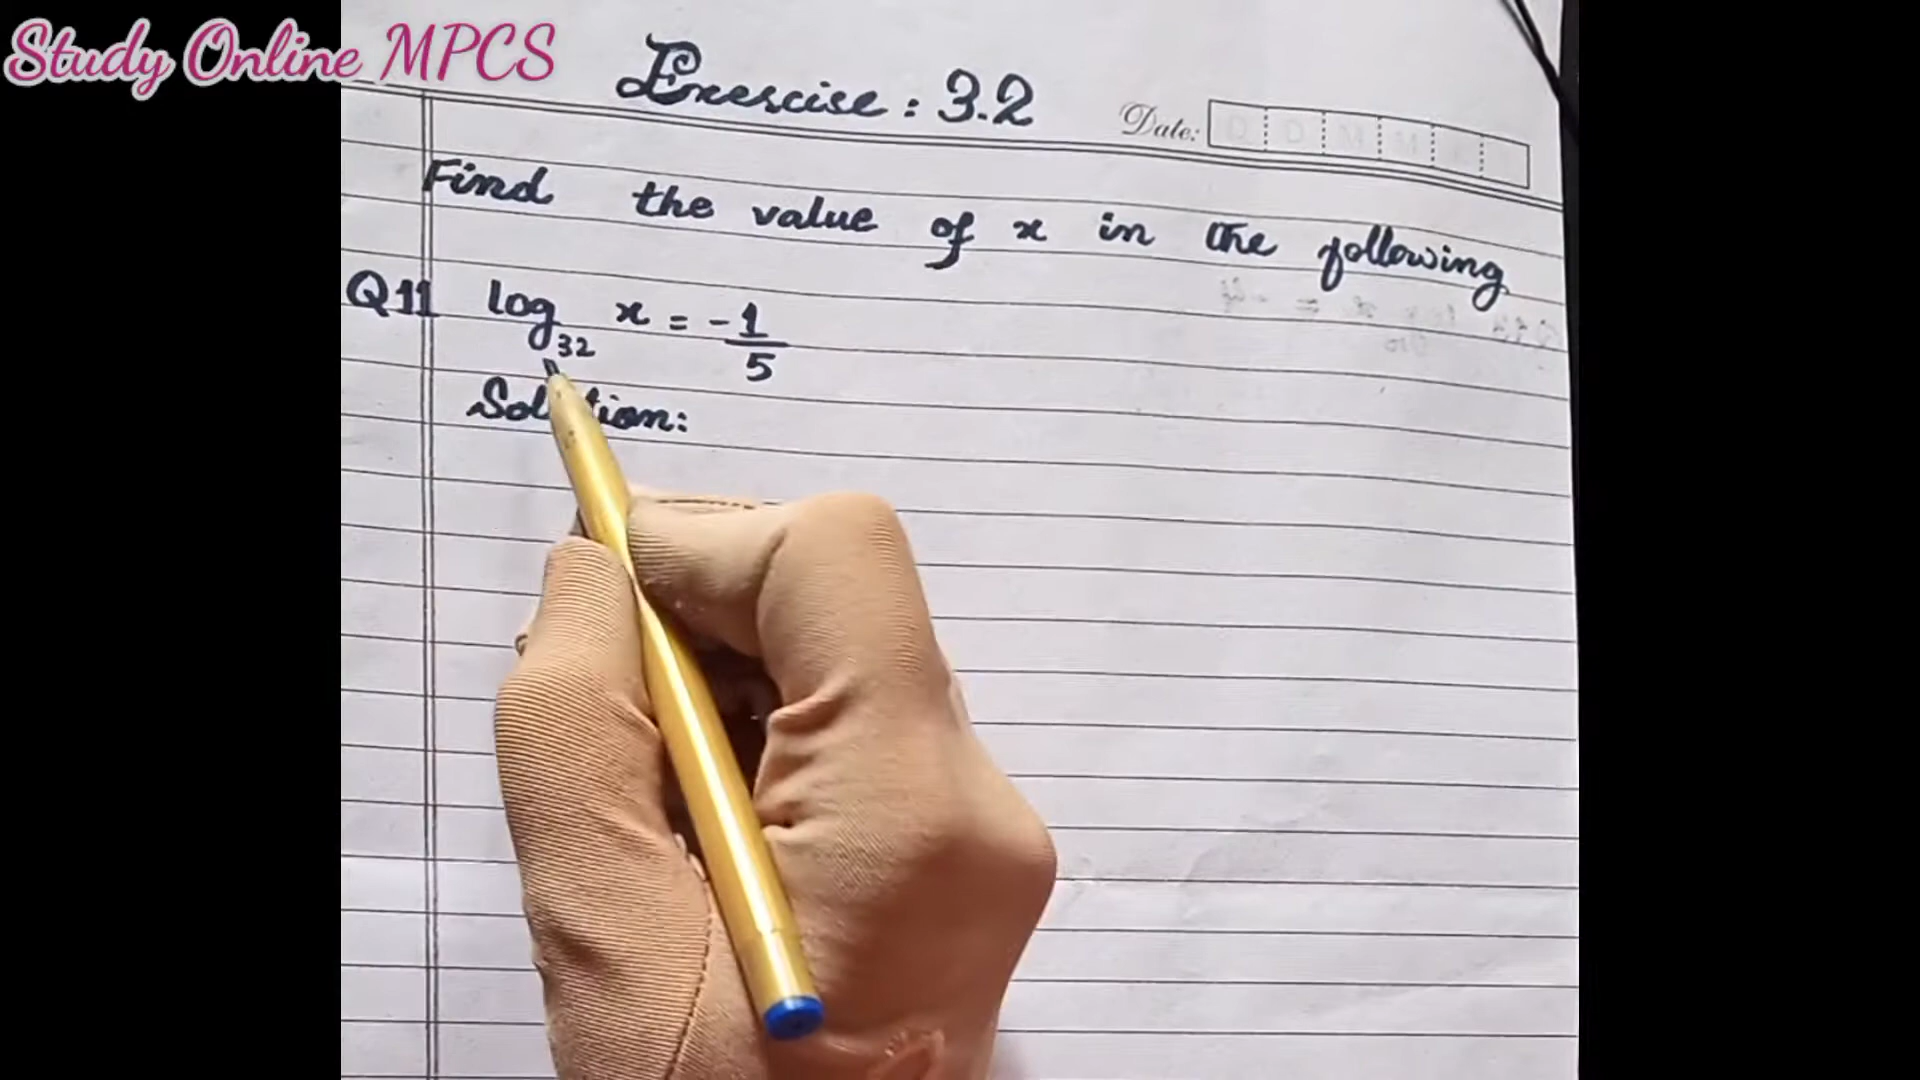 Study Online MPCS
Exercise : 3.2
Date:
Find the value of x in the following
Q11 log₃₂ x = -1/5
Solution: